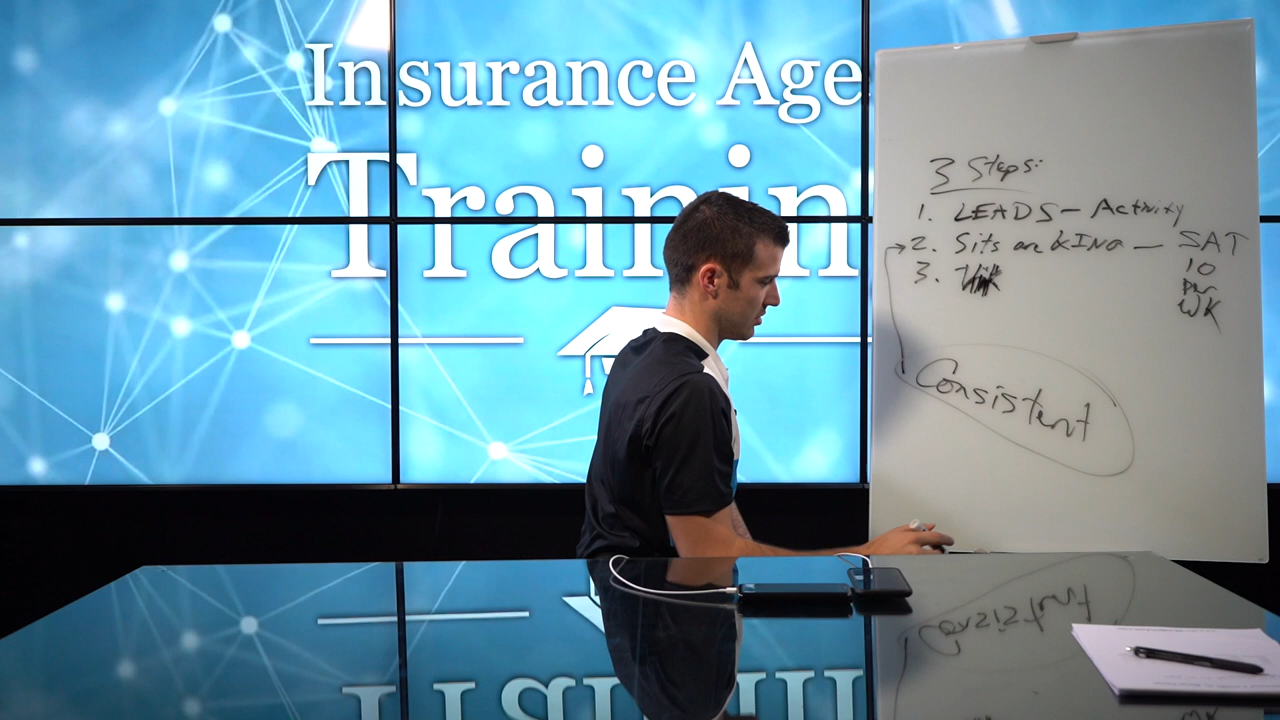 Insurance Age
Trainin
3 Steps:
1. LEADS - Activity
2. Sits are KING - SAT
3.
10
per
WK
Consistent